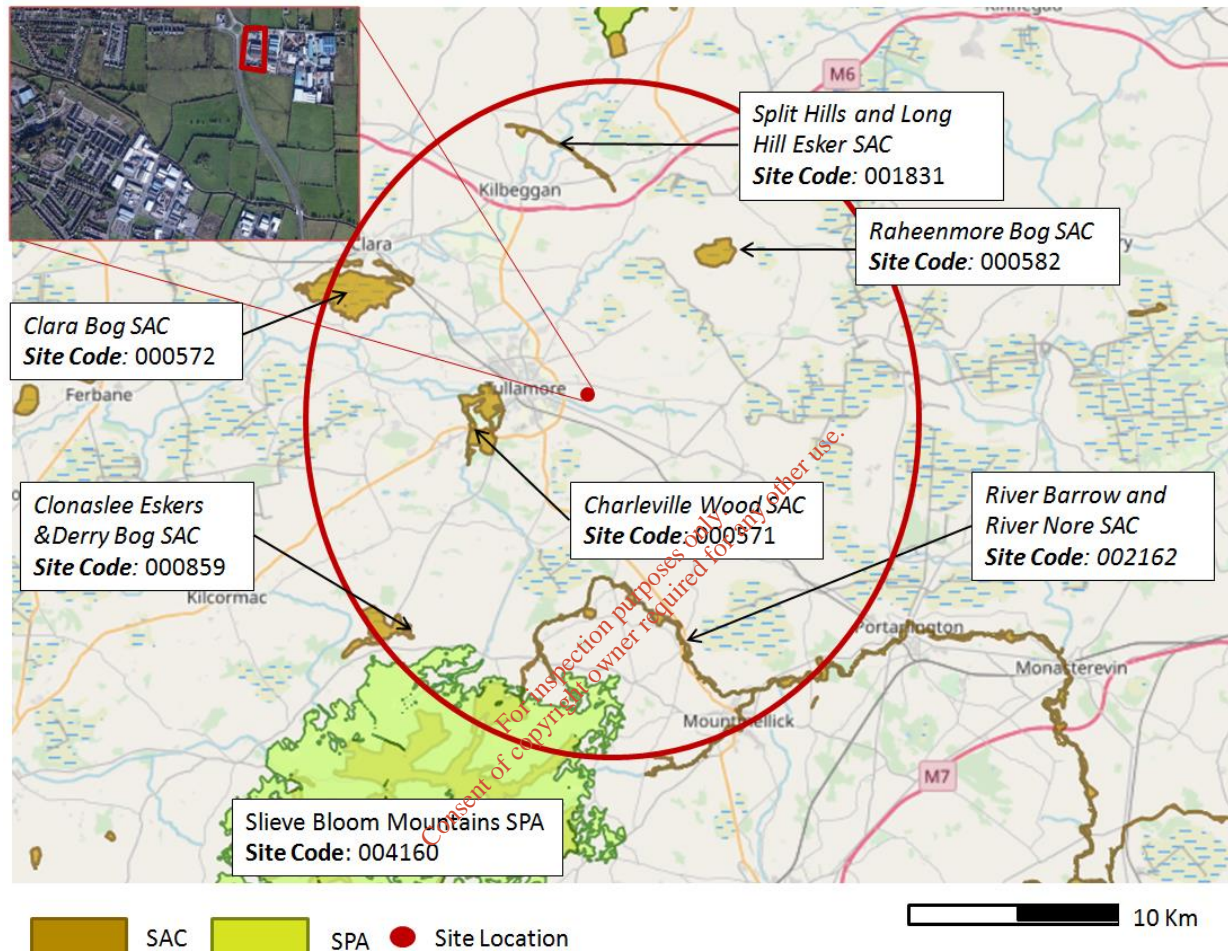 Kinnegad
M6
Split Hills and Long
Hill Esker SAC
Site Code: 001831
Kilbeggan
Raheenmore Bog SAC
Site Code: 000582
ry
Clara
Clara Bog SAC
Site Code: 000572
Ferbane
Tullamore
Clonaslee Eskers
&Derry Bog SAC
Site Code: 000859
Charleville Wood SAC
Site Code: 000571
River Barrow and
River Nore SAC
Site Code: 002162
Kilcormac
Portarlington
Monasterevin
Mountmellick
M7
For inspection purposes only.
Consent of copyright owner required for any other use.
Slieve Bloom Mountains SPA
Site Code: 004160
SAC
SPA
Site Location
10 Km